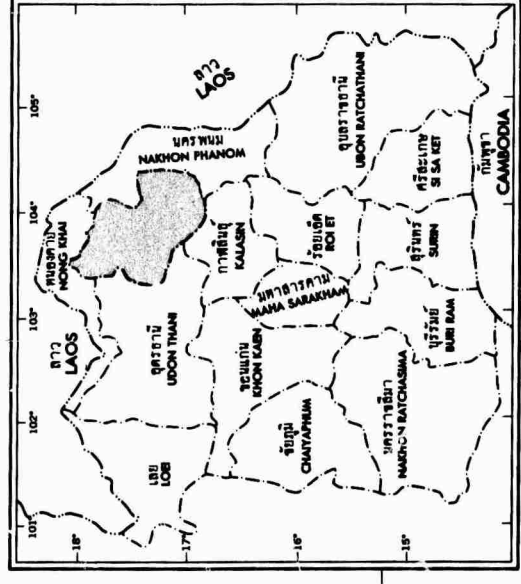 101°
102°
103°
104°
105°
18°
17°
16°
15°
ลาว
LAOS
ลาว
LAOS
หนองคาย
NONG KHAI
นครพนม
NAKHON PHANOM
เลย
LOEI
อุดรธานี
UDON THANI
กาฬสินธุ์
KALASIN
ขอนแก่น
KHON KAEN
มหาสารคาม
MAHA SARAKHAM
ร้อยเอ็ด
ROI ET
อุบลราชธานี
UBON RATCHATHANI
ชัยภูมิ
CHAIYAPHUM
นครราชสีมา
NAKHON RATCHASIMA
บุรีรัมย์
BURI RAM
สุรินทร์
SURIN
ศรีสะเกษ
SI SA KET
กัมพูชา
CAMBODIA